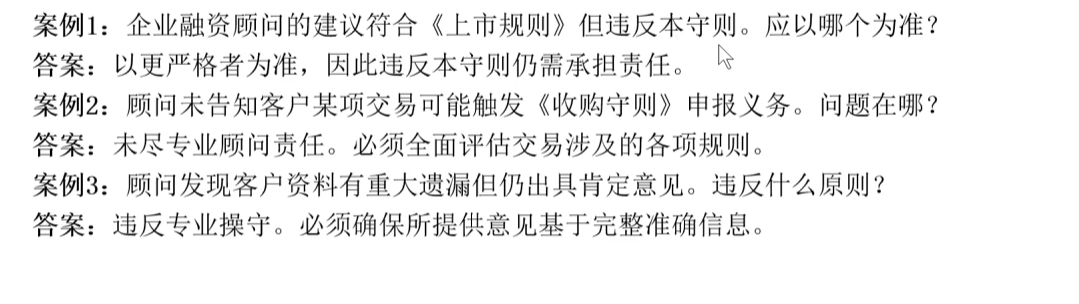 案例1：企业融资顾问的建议符合《上市规则》但违反本守则。应以哪个为准？
答案：以更严格者为准，因此违反本守则仍需承担责任。
案例2：顾问未告知客户某项交易可能触发《收购守则》申报义务。问题在哪？
答案：未尽专业顾问责任。必须全面评估交易涉及的各项规则。
案例3：顾问发现客户资料有重大遗漏但仍出具肯定意见。违反什么原则？
答案：违反专业操守。必须确保所提供意见基于完整准确信息。